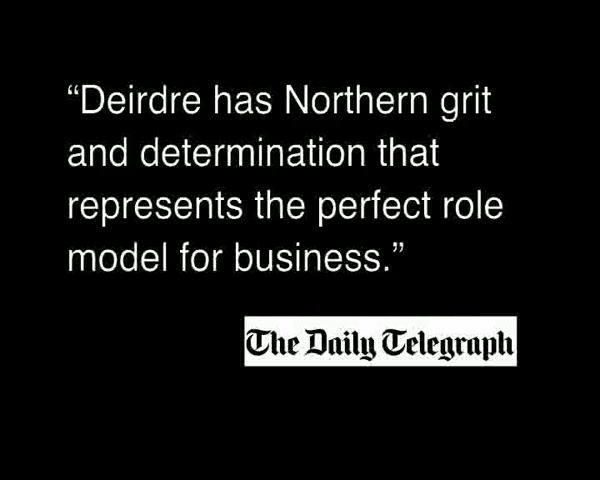 “Deirdre has Northern grit
and determination that
represents the perfect role
model for business.”
The Daily Telegraph